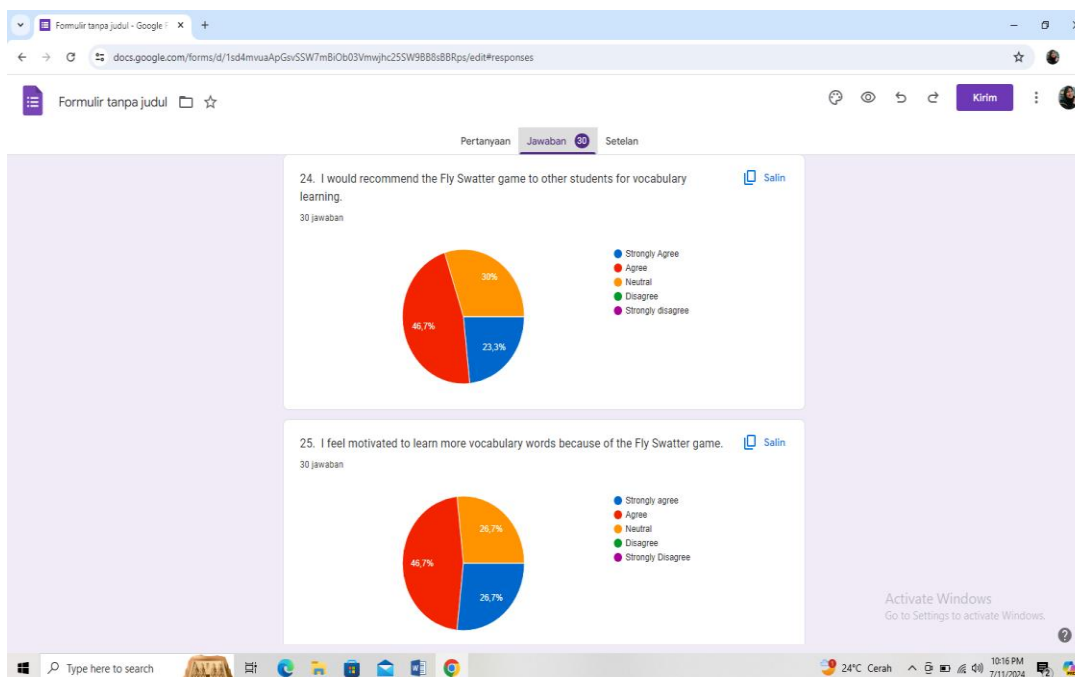 Formulir tanpa judul - Google F
docs.google.com/forms/d/1sd4mvuaApGsvSSW7mBiOb03Vmwjhc25SW9BB8sBBRps/edit#responses
Formulir tanpa judul
Kirim
Pertanyaan Jawaban 30 Setelan
24. I would recommend the Fly Swatter game to other students for vocabulary
learning.
Salin
30 jawaban
30%
46,7%
23,3%
Strongly Agree
Agree
Neutral
Disagree
Strongly disagree
25. I feel motivated to learn more vocabulary words because of the Fly Swatter game.
Salin
30 jawaban
26,7%
46,7%
26,7%
Strongly agree
Agree
Neutral
Disagree
Strongly Disagree
Activate Windows
Go to Settings to activate Windows.
Type here to search
24°C Cerah
10:16 PM
7/11/2024
2